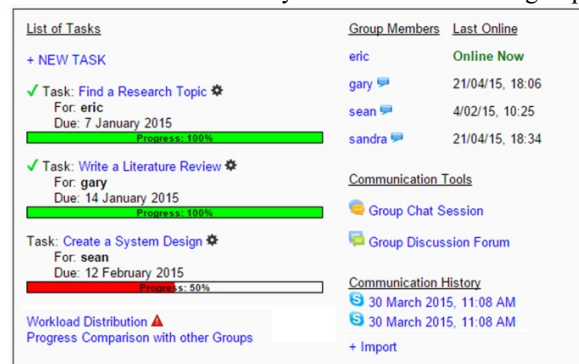 List of Tasks
+ NEW TASK
Task: Find a Research Topic
For: eric
Due: 7 January 2015
Progress: 100%
Task: Write a Literature Review
For: gary
Due: 14 January 2015
Progress: 100%
Task: Create a System Design
For: sean
Due: 12 February 2015
Progress: 50%
Workload Distribution
Progress Comparison with other Groups
Group Members Last Online
eric Online Now
gary 21/04/15, 18:06
sean 4/02/15, 10:25
sandra 21/04/15, 18:34
Communication Tools
Group Chat Session
Group Discussion Forum
Communication History
30 March 2015, 11:08 AM
30 March 2015, 11:08 AM
+ Import